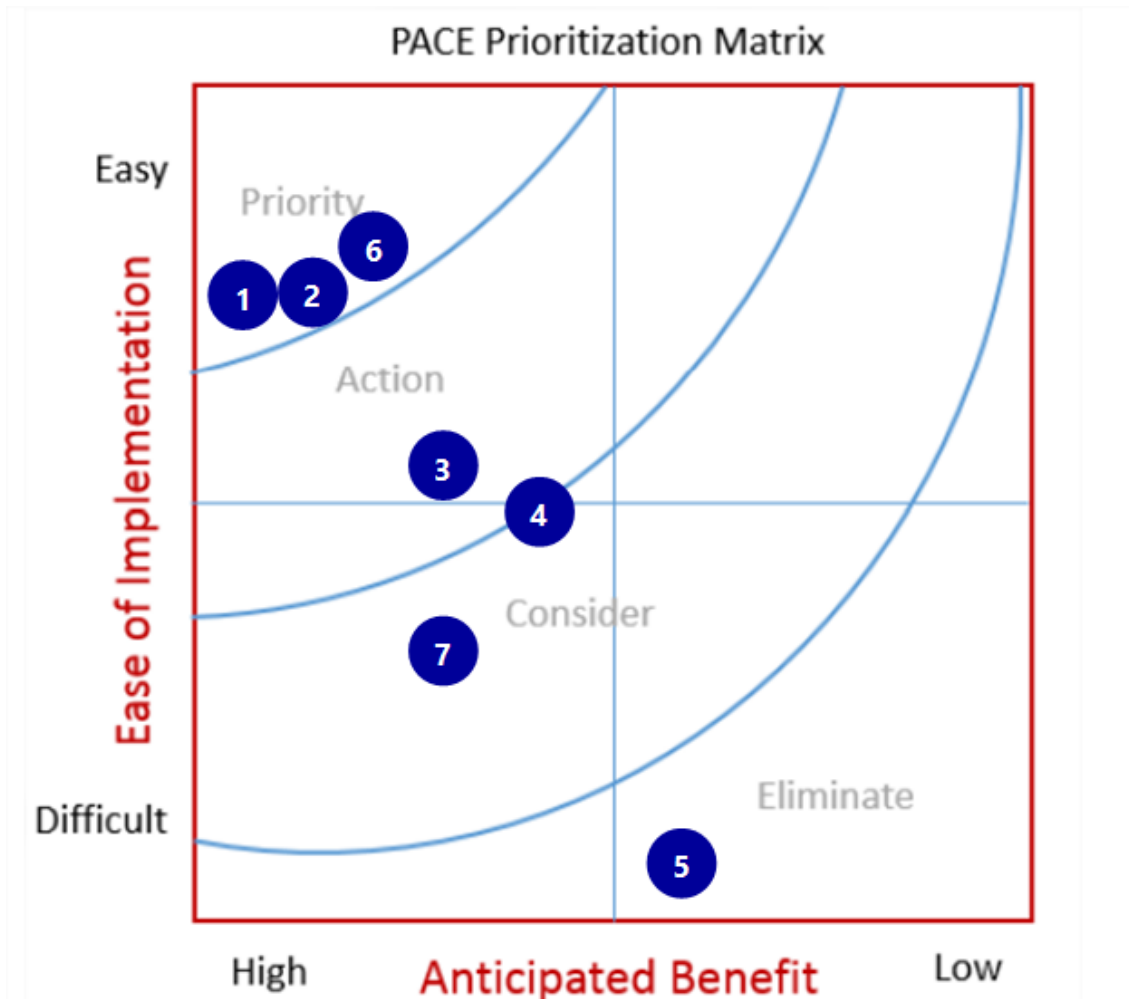 PACE Prioritization Matrix
Easy
Priority
6
1
2
Action
3
4
Consider
7
Eliminate
5
Difficult
Ease of Implementation
High
Anticipated Benefit
Low